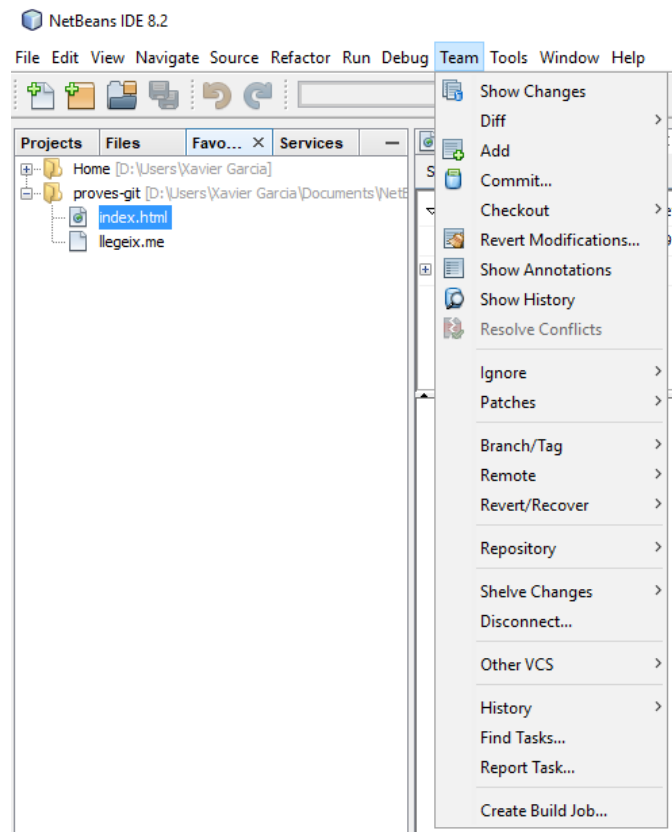 NetBeans IDE 8.2
File Edit View Navigate Source Refactor Run Debug Team Tools Window Help
Projects Files Favo... × Services
Home [D:\Users\Xavier Garcia]
proves-git [D:\Users\Xavier Garcia\Documents\NetB
index.html
llegeix.me
S
Show Changes
Diff
Add
Commit...
Checkout
Revert Modifications...
Show Annotations
Show History
Resolve Conflicts
Ignore
Patches
Branch/Tag
Remote
Revert/Recover
Repository
Shelve Changes
Disconnect...
Other VCS
History
Find Tasks...
Report Task...
Create Build Job...